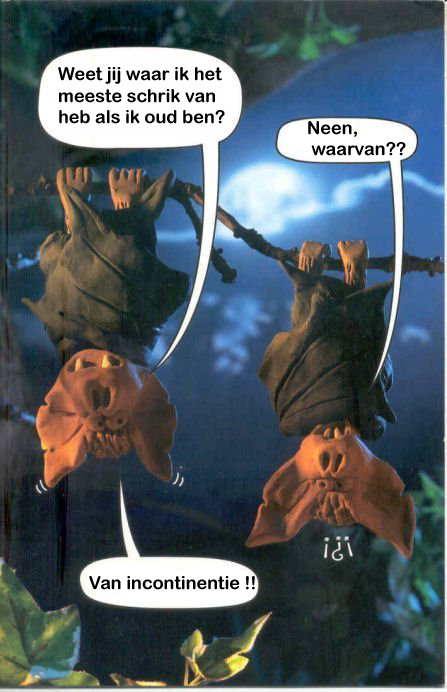 Weet jij waar ik het
meeste schrik van
heb als ik oud ben?
Neen,
waarvan??
Van incontinentie !!
¡¿¡